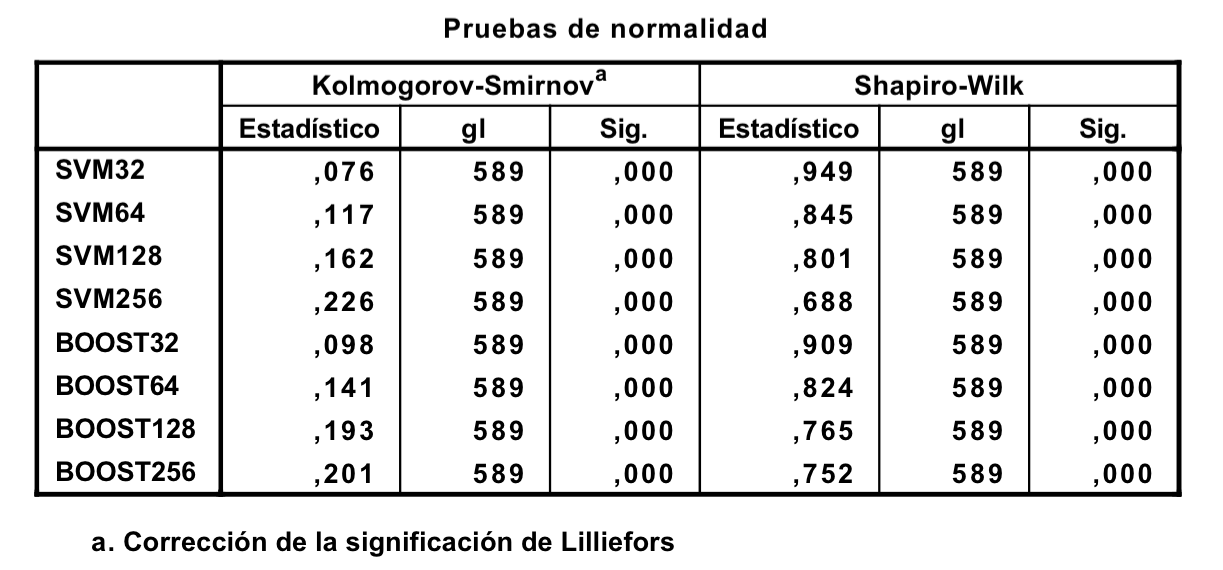 Pruebas de normalidad
Kolmogorov-Smirnovª Shapiro-Wilk
Estadístico gl Sig. Estadístico gl Sig.
SVM32 ,076 589 ,000 ,949 589 ,000
SVM64 ,117 589 ,000 ,845 589 ,000
SVM128 ,162 589 ,000 ,801 589 ,000
SVM256 ,226 589 ,000 ,688 589 ,000
BOOST32 ,098 589 ,000 ,909 589 ,000
BOOST64 ,141 589 ,000 ,824 589 ,000
BOOST128 ,193 589 ,000 ,765 589 ,000
BOOST256 ,201 589 ,000 ,752 589 ,000
a. Corrección de la significación de Lilliefors